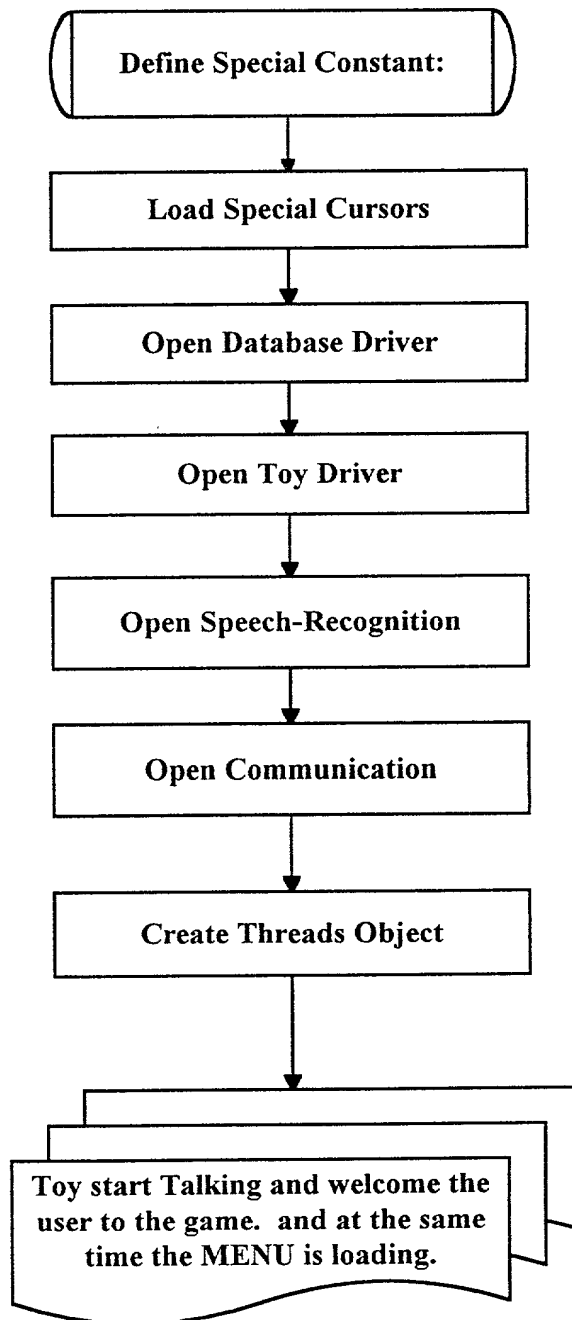 Define Special Constant:
Load Special Cursors
Open Database Driver
Open Toy Driver
Open Speech-Recognition
Open Communication
Create Threads Object
Toy start Talking and welcome the
user to the game. and at the same
time the MENU is loading.